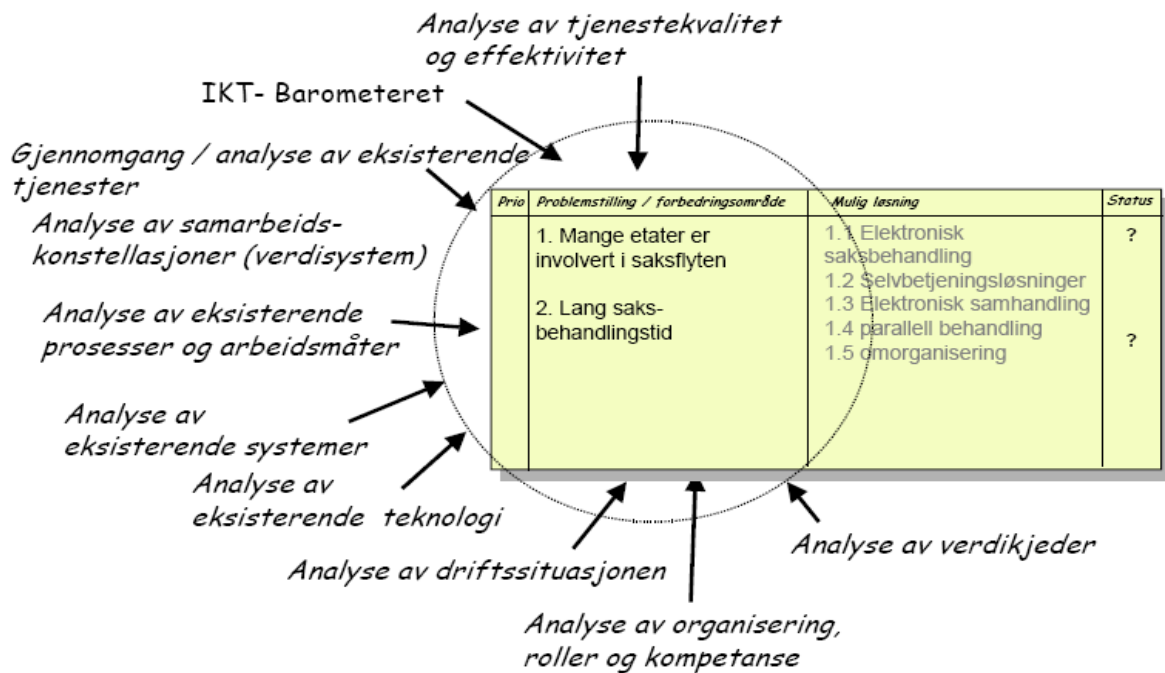 Analyse av tjenestekvalitet
og effektivitet
IKT- Barometeret
Gjennomgang / analyse av eksisterende
tjenester
Analyse av samarbeids-
konstellasjoner (verdisystem)
Analyse av eksisterende
prosesser og arbeidsmåter
Analyse av
eksisterende systemer
Analyse av
eksisterende teknologi
Analyse av driftssituasjonen
Analyse av organisering,
roller og kompetanse
Analyse av verdikjeder
Prio
Problemstilling / forbedringsområde
Mulig løsning
Status
1. Mange etater er
involvert i saksflyten
2. Lang saks-
behandlingstid
1.1 Elektronisk
saksbehandling
1.2 Selvbetjeningsløsninger
1.3 Elektronisk samhandling
1.4 parallell behandling
1.5 omorganisering
?
?